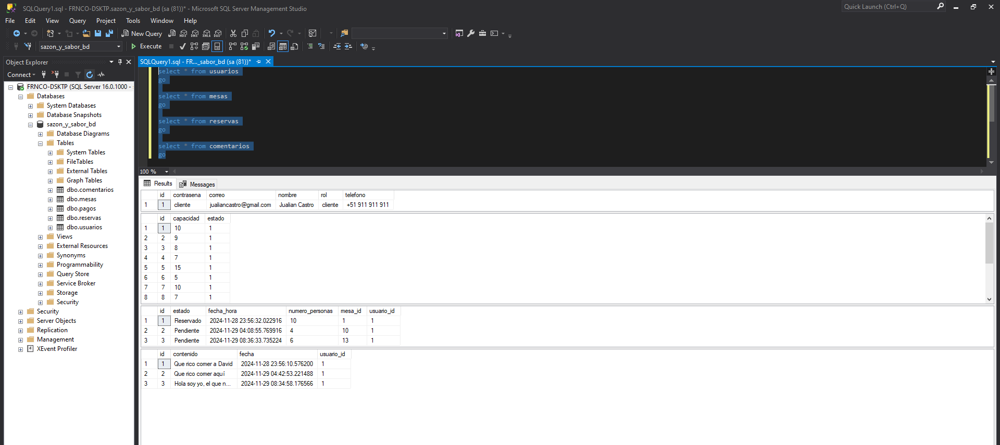 SQLQuery1.sql - FRNCO-DSKTP.sazon_y_sabor_bd (sa (81))* - Microsoft SQL Server Management Studio
Quick Launch (Ctrl+Q)
File Edit View Query Project Tools Window Help
New Query MDX DMX XMLA DAX
sazon_y_sabor_bd Execute
Object Explorer
SQLQuery1.sql - FR..._sabor_bd (sa (81))*
Connect
FRNCO-DSKTP (SQL Server 16.0.1000 -
Databases
System Databases
Database Snapshots
sazon_y_sabor_bd
Database Diagrams
Tables
System Tables
FileTables
External Tables
Graph Tables
dbo.comentarios
dbo.mesas
dbo.pagos
dbo.reservas
dbo.usuarios
Views
External Resources
Synonyms
Programmability
Query Store
Service Broker
Storage
Security
Security
Server Objects
Replication
Management
XEvent Profiler
select * from usuarios
go
select * from mesas
go
select * from reservas
go
select * from comentarios
go
100 %
Results Messages
id contrasena correo nombre rol telefono
1 1 cliente jualiancastro@gmail.com Jualian Castro cliente +51 911 911 911
id capacidad estado
1 1 10 1
2 2 9 1
3 3 8 1
4 4 7 1
5 5 15 1
6 6 5 1
7 7 10 1
8 8 7 1
id estado fecha_hora numero_personas mesa_id usuario_id
1 1 Reservado 2024-11-28 23:56:32.022916 10 1 1
2 2 Pendiente 2024-11-29 04:08:55.769916 4 10 1
3 3 Pendiente 2024-11-29 08:36:33.735224 6 13 1
id contenido fecha usuario_id
1 1 Que rico comer a David 2024-11-28 23:56:10.576200 1
2 2 Que rico comer aquí 2024-11-29 04:42:53.221488 1
3 3 Hola soy yo, el que n... 2024-11-29 08:34:58.176566 1